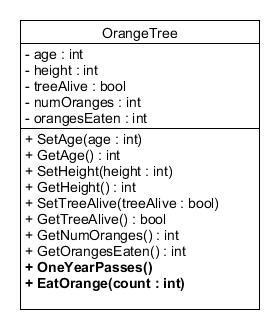 OrangeTree
- age : int
- height : int
- treeAlive : bool
- numOranges : int
- orangesEaten : int
+ SetAge(age : int)
+ GetAge() : int
+ SetHeight(height : int)
+ GetHeight() : int
+ SetTreeAlive(treeAlive : bool)
+ GetTreeAlive() : bool
+ GetNumOranges() : int
+ GetOrangesEaten() : int
+ OneYearPasses()
+ EatOrange(count : int)